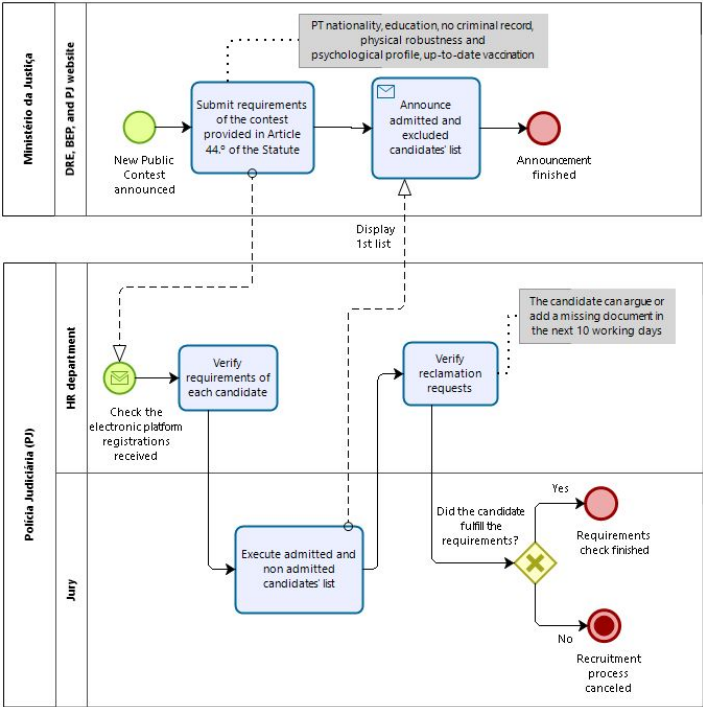 Ministério da Justiça
DRE, BEP, and PJ website
PT nationality, education, no criminal record,
physical robustness and
psychological profile, up-to-date vaccination
New Public
Contest
announced
Submit requirements
of the contest
provided in Article
44.º of the Statute
Announce
admitted and
excluded
candidates' list
Announcement
finished
Display
1st list
Polícia Judiciária (PJ)
HR department
Check the
electronic platform
registrations
received
Verify
requirements of
each candidate
Verify
reclamation
requests
The candidate can argue or
add a missing document in
the next 10 working days
Jury
Execute admitted and
non admitted
candidates' list
Did the candidate
fulfill the
requirements?
Yes
Requirements
check finished
No
Recruitment
process
canceled